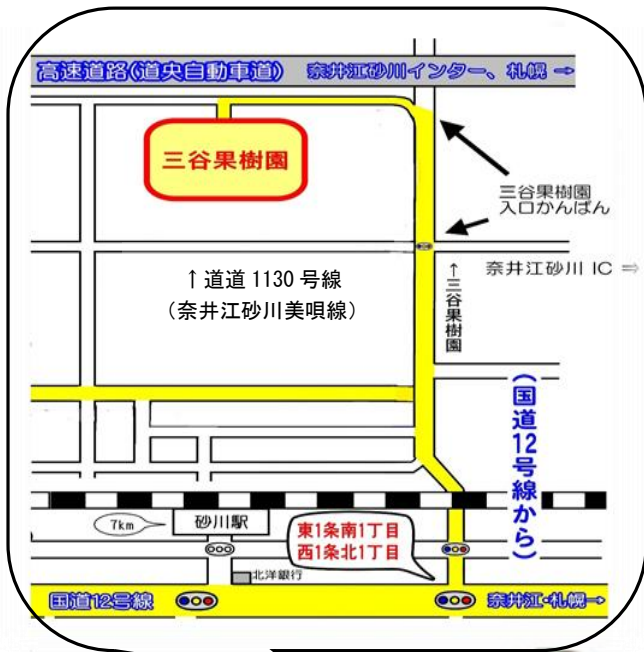 高速道路(道央自動車道)
奈井江砂川インター、札幌 →
三谷果樹園
三谷果樹園
入口かんばん
↑道道 1130 号線
(奈井江砂川美唄線)
↑三谷果樹園
奈井江砂川 IC ⇒
(国道12号線から)
7km
砂川駅
東1条南1丁目
西1条北1丁目
北洋銀行
国道12号線
奈井江・札幌→